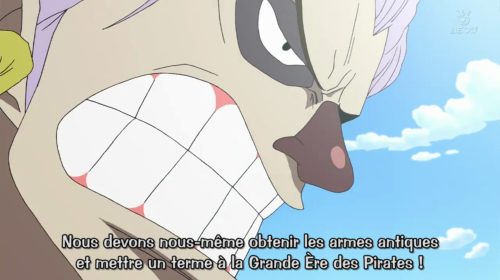 Nous devons nous-même obtenir les armes antiques
et mettre un terme à la Grande Ère des Pirates !